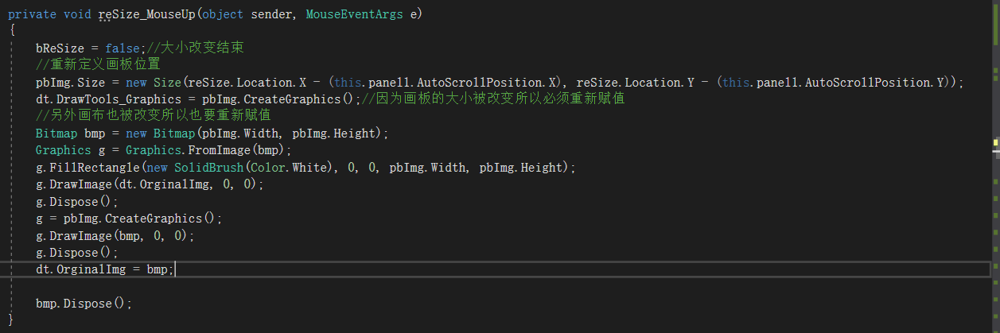 private void reSize_MouseUp(object sender, MouseEventArgs e)
{
bReSize = false;//大小改变结束
//重新定义画板位置
pbImg.Size = new Size(reSize.Location.X - (this.panel1.AutoScrollPosition.X), reSize.Location.Y - (this.panel1.AutoScrollPosition.Y));
dt.DrawTools_Graphics = pbImg.CreateGraphics();//因为画板的大小被改变所以必须重新赋值
//另外画布也被改变所以也要重新赋值
Bitmap bmp = new Bitmap(pbImg.Width, pbImg.Height);
Graphics g = Graphics.FromImage(bmp);
g.FillRectangle(new SolidBrush(Color.White), 0, 0, pbImg.Width, pbImg.Height);
g.DrawImage(dt.OrginalImg, 0, 0);
g.Dispose();
g = pbImg.CreateGraphics();
g.DrawImage(bmp, 0, 0);
g.Dispose();
dt.OrginalImg = bmp;
bmp.Dispose();
}